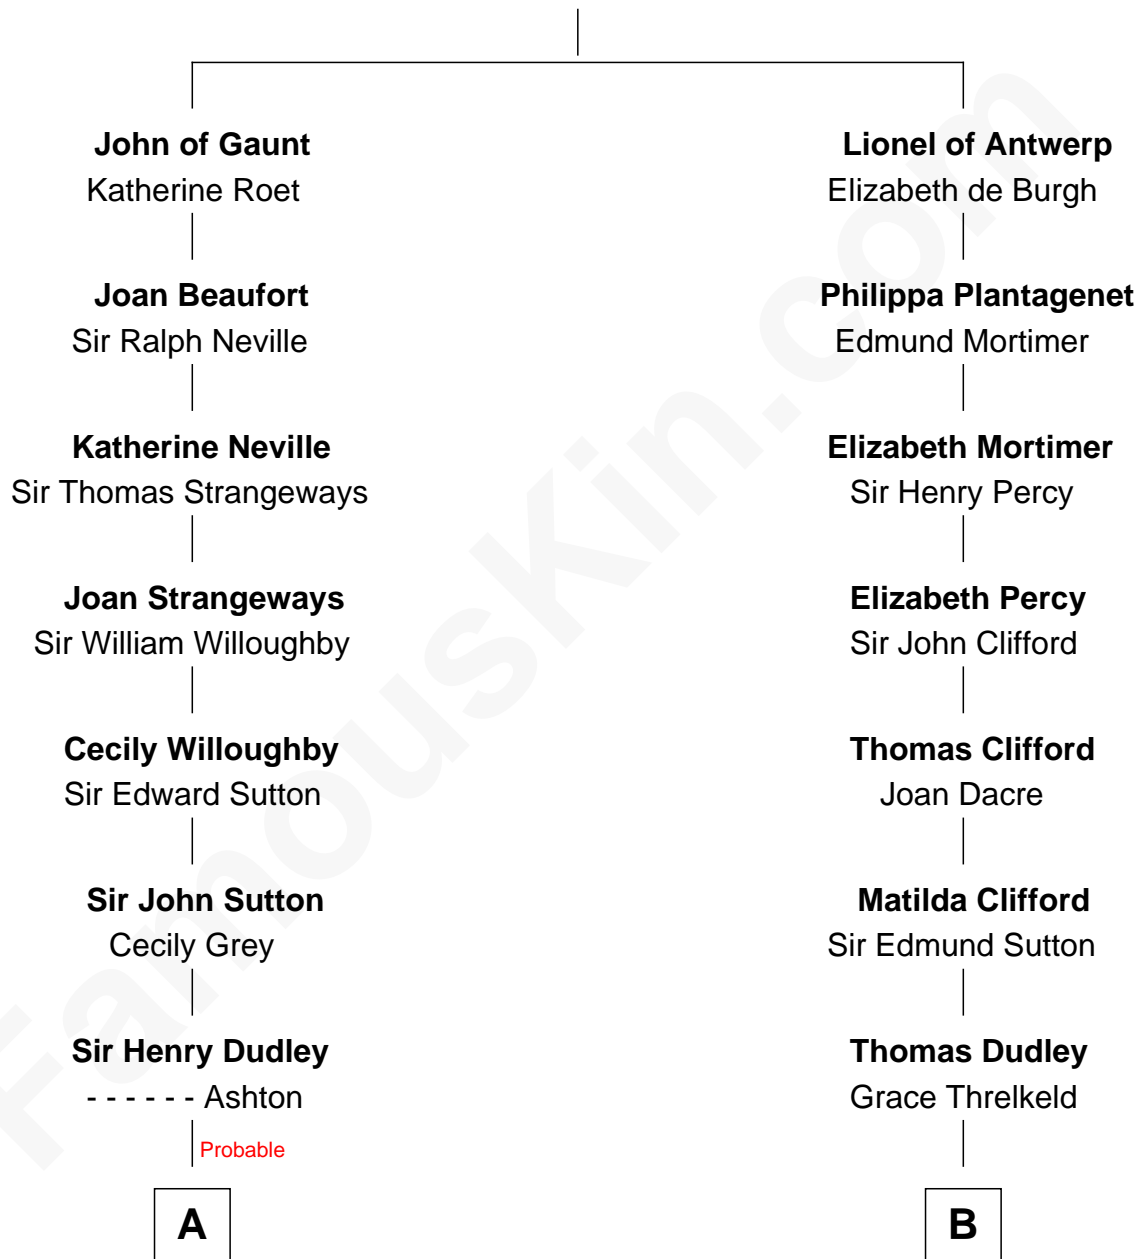 John of Gaunt
Katherine Roet
Joan Beaufort
Sir Ralph Neville
Katherine Neville
Sir Thomas Strangeways
Joan Strangeways
Sir William Willoughby
Cecily Willoughby
Sir Edward Sutton
Sir John Sutton
Cecily Grey
Sir Henry Dudley
- - - - - - Ashton
Probable
A
Lionel of Antwerp
Elizabeth de Burgh
Philippa Plantagenet
Edmund Mortimer
Elizabeth Mortimer
Sir Henry Percy
Elizabeth Percy
Sir John Clifford
Thomas Clifford
Joan Dacre
Matilda Clifford
Sir Edmund Sutton
Thomas Dudley
Grace Threlkeld
B
FamousKin.com